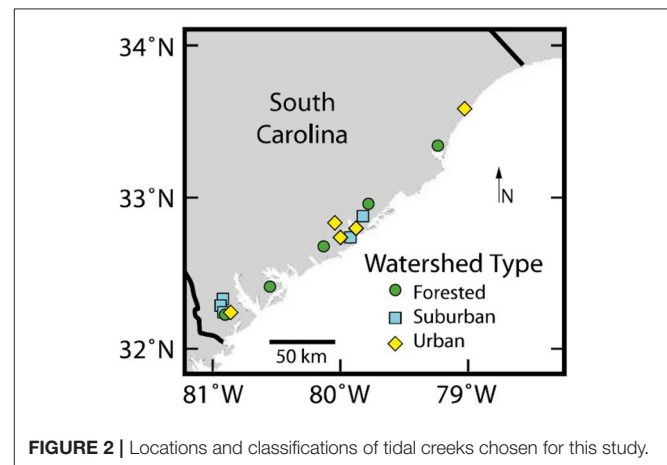 34°N
South
Carolina
33°N
N
Watershed Type
Forested
Suburban
Urban
32°N
50 km
81°W 80°W 79°W
FIGURE 2 | Locations and classifications of tidal creeks chosen for this study.